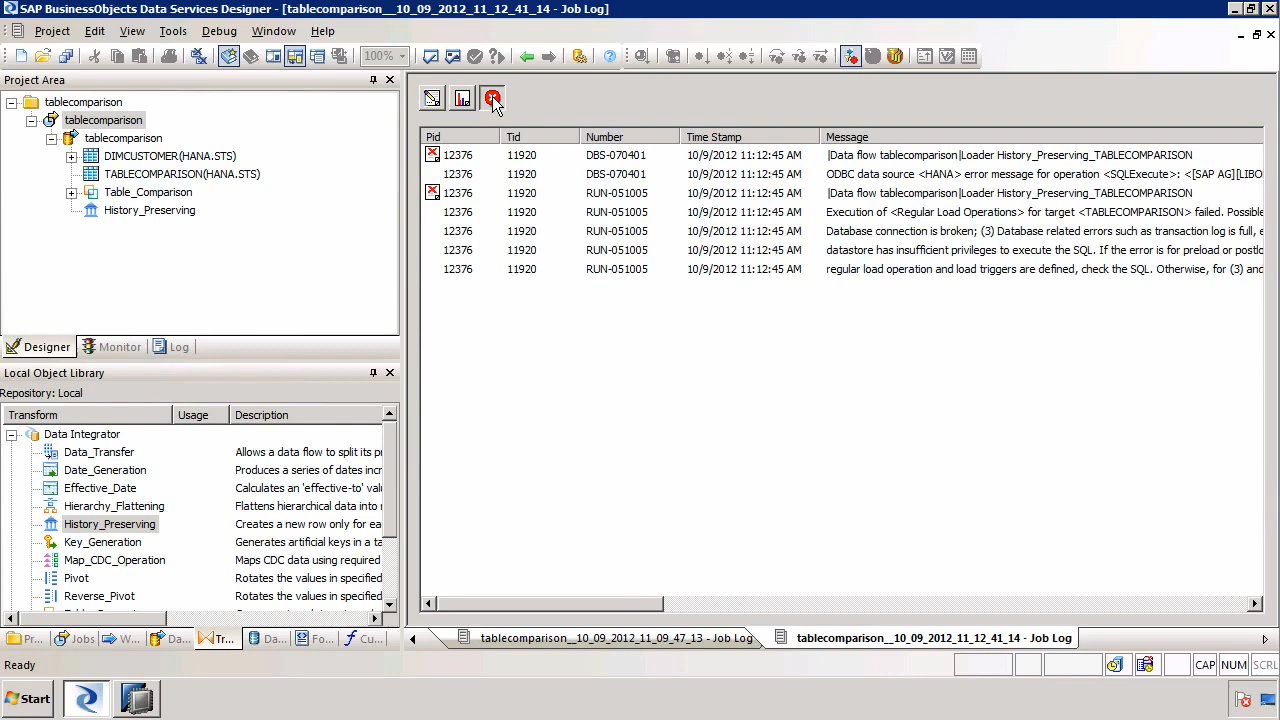 SAP BusinessObjects Data Services Designer - [tablecomparison__10_09_2012_11_12_41_14 - Job Log]
Project Edit View Tools Debug Window Help
100%
Project Area
tablecomparison
tablecomparison
tablecomparison
DIMCUSTOMER(HANA.STS)
TABLECOMPARISON(HANA.STS)
Table_Comparison
History_Preserving
Designer Monitor Log
Local Object Library
Repository: Local
Transform Usage Description
Data Integrator
Data_Transfer Allows a data flow to split its pr
Date_Generation Produces a series of dates incr
Effective_Date Calculates an 'effective-to' valu
Hierarchy_Flattening Flattens hierarchical data into r
History_Preserving Creates a new row only for ea
Key_Generation Generates artificial keys in a ta
Map_CDC_Operation Maps CDC data using required
Pivot Rotates the values in specified
Reverse_Pivot Rotates the values in specified
Pr... Jobs W... Da... Tr... Da... Fo... Cu...
Pid Tid Number Time Stamp Message
12376 11920 DBS-070401 10/9/2012 11:12:45 AM |Data flow tablecomparison|Loader History_Preserving_TABLECOMPARISON
12376 11920 DBS-070401 10/9/2012 11:12:45 AM ODBC data source <HANA> error message for operation <SQLExecute>: <[SAP AG][LIBO
12376 11920 RUN-051005 10/9/2012 11:12:45 AM |Data flow tablecomparison|Loader History_Preserving_TABLECOMPARISON
12376 11920 RUN-051005 10/9/2012 11:12:45 AM Execution of <Regular Load Operations> for target <TABLECOMPARISON> failed. Possible
12376 11920 RUN-051005 10/9/2012 11:12:45 AM Database connection is broken; (3) Database related errors such as transaction log is full, e
12376 11920 RUN-051005 10/9/2012 11:12:45 AM datastore has insufficient privileges to execute the SQL. If the error is for preload or postlo
12376 11920 RUN-051005 10/9/2012 11:12:45 AM regular load operation and load triggers are defined, check the SQL. Otherwise, for (3) and
tablecomparison__10_09_2012_11_09_47_13 - Job Log tablecomparison__10_09_2012_11_12_41_14 - Job Log
Ready CAP NUM SCRL
Start